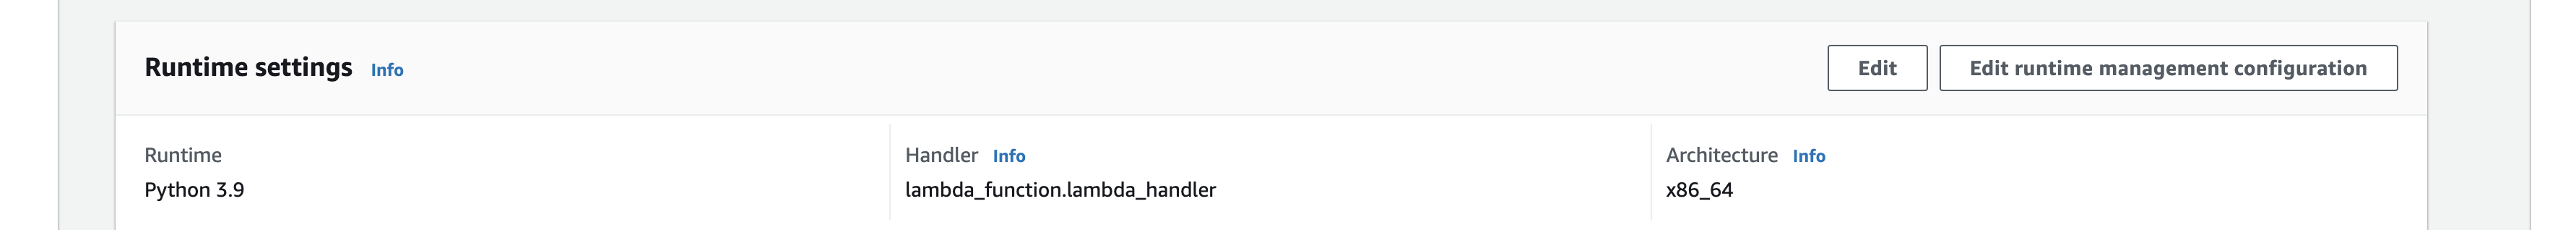 Runtime settings Info
Edit
Edit runtime management configuration
Runtime
Python 3.9
Handler Info
lambda_function.lambda_handler
Architecture Info
x86_64